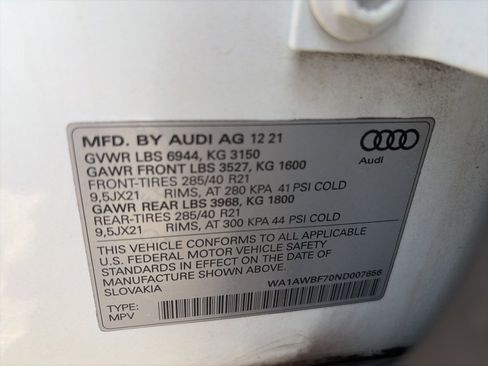 MFD. BY AUDI AG 12 21
GVWR LBS 6944, KG 3150
GAWR FRONT LBS 3527, KG 1600
FRONT-TIRES 285/40 R21
9,5JX21 RIMS, AT 280 KPA 41 PSI COLD
GAWR REAR LBS 3968, KG 1800
REAR-TIRES 285/40 R21
9,5JX21 RIMS, AT 300 KPA 44 PSI COLD
THIS VEHICLE CONFORMS TO ALL APPLICABLE
U.S. FEDERAL MOTOR VEHICLE SAFETY
STANDARDS IN EFFECT ON THE DATE OF
MANUFACTURE SHOWN ABOVE.
SLOVAKIA
WA1AWBF70ND007656
TYPE:
MPV
Audi